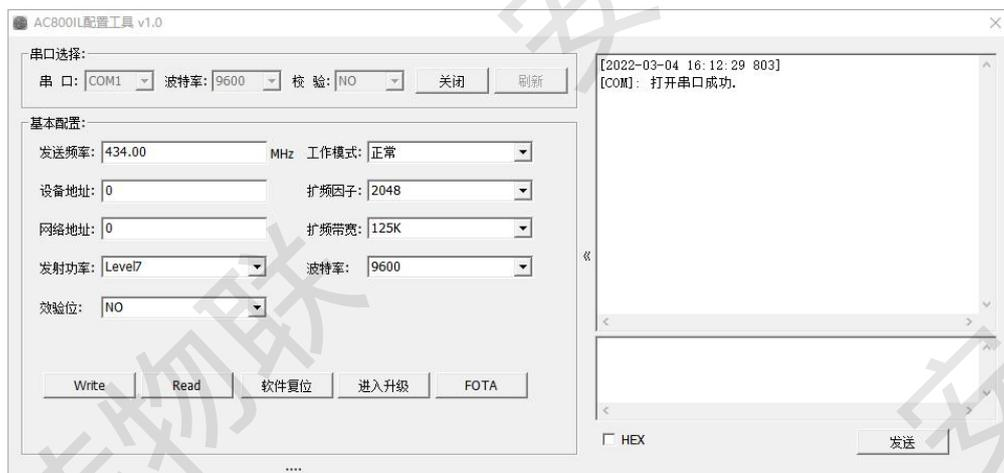 AC800IL配置工具 v1.0
串口选择:
串 口: COM1 波特率: 9600 校 验: NO 关闭 刷新
基本配置:
发送频率: 434.00 MHz 工作模式: 正常
设备地址: 0 扩频因子: 2048
网络地址: 0 扩频带宽: 125K
发射功率: Level7 波特率: 9600
效验位: NO
Write Read 软件复位 进入升级 FOTA
....
«
[2022-03-04 16:12:29 803]
[COM]: 打开串口成功.
HEX 发送
物联
安
安